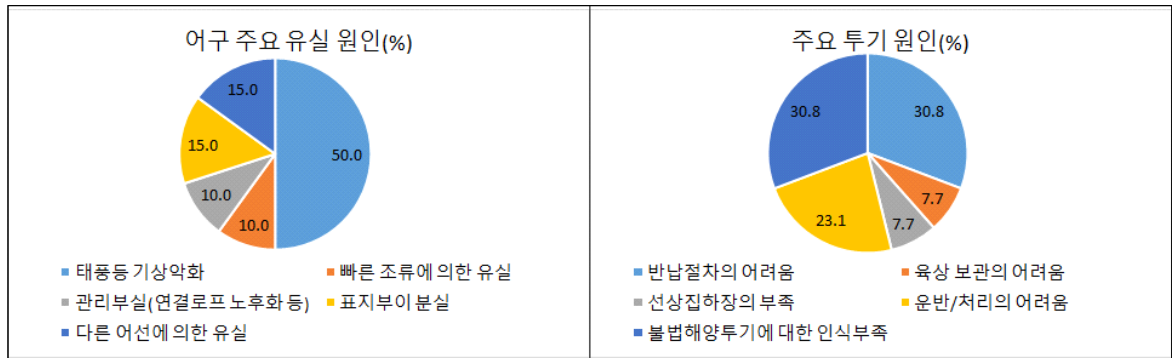 어구 주요 유실 원인(%)
15.0
15.0
50.0
10.0
10.0
태풍등 기상악화
빠른 조류에 의한 유실
관리부실(연결로프 노후화 등)
표지부이 분실
다른 어선에 의한 유실
주요 투기 원인(%)
30.8
30.8
23.1
7.7
7.7
반납절차의 어려움
육상 보관의 어려움
선상집하장의 부족
운반/처리의 어려움
불법해양투기에 대한 인식부족